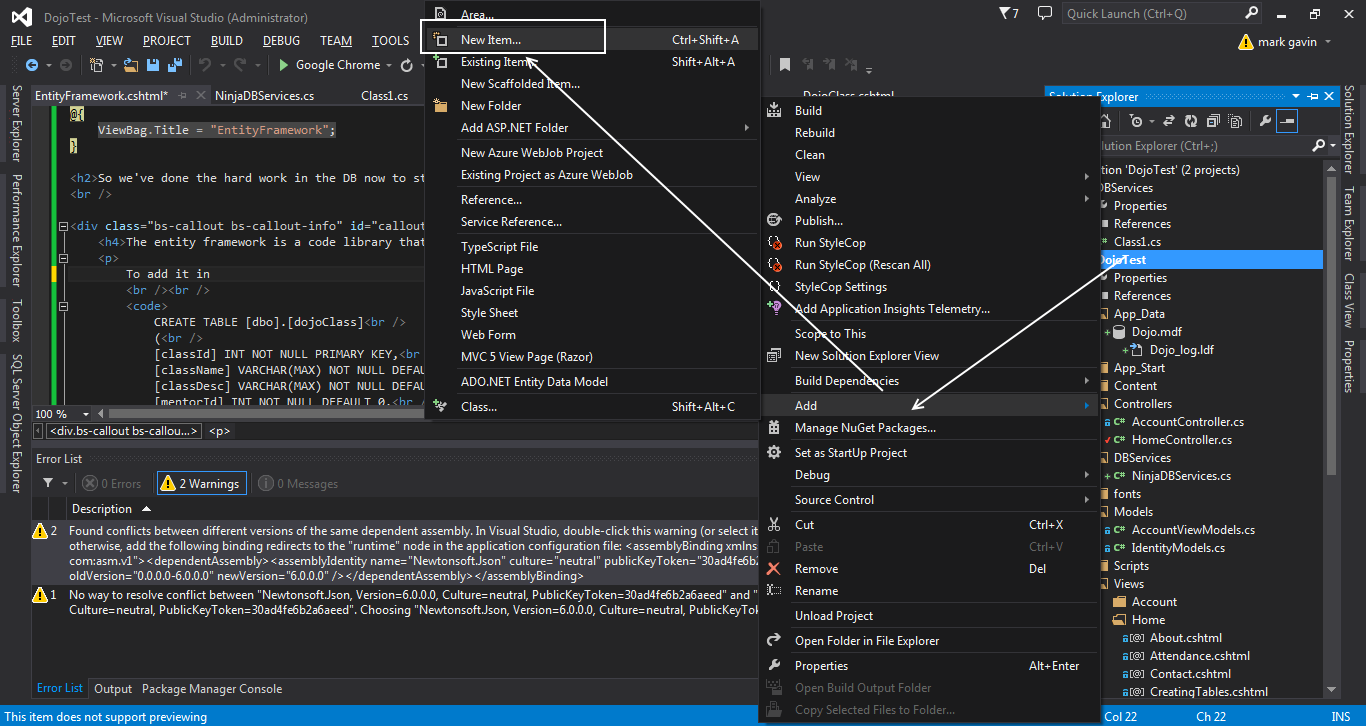 DojoTest - Microsoft Visual Studio (Administrator)
7
Quick Launch (Ctrl+Q)
FILE EDIT VIEW PROJECT BUILD DEBUG TEAM TOOLS
mark gavin
Google Chrome
EntityFramework.cshtml*
NinjaDBServices.cs
Class1.cs
DojoClass.cshtml
Server Explorer
Performance Explorer
Toolbox
SQL Server Object Explorer
@{
ViewBag.Title = "EntityFramework";
}
<h2>So we've done the hard work in the DB now to st
<br />
<div class="bs-callout bs-callout-info" id="callout
<h4>The entity framework is a code library that
<p>
To add it in
<br /><br />
<code>
CREATE TABLE [dbo].[dojoClass]<br />
(<br />
[classId] INT NOT NULL PRIMARY KEY,<br
[className] VARCHAR(MAX) NOT NULL DEFAU
[classDesc] VARCHAR(MAX) NOT NULL DEFAU
[mentorId] INT NOT NULL DEFAULT 0,<br /
100 %
<div.bs-callout bs-callou...> <p>
Area...
New Item... Ctrl+Shift+A
Existing Item... Shift+Alt+A
New Scaffolded Item...
New Folder
Add ASP.NET Folder
New Azure WebJob Project
Existing Project as Azure WebJob
Reference...
Service Reference...
TypeScript File
HTML Page
JavaScript File
Style Sheet
Web Form
MVC 5 View Page (Razor)
ADO.NET Entity Data Model
Class... Shift+Alt+C
Build
Rebuild
Clean
View
Analyze
Publish...
Run StyleCop
Run StyleCop (Rescan All)
StyleCop Settings
Add Application Insights Telemetry...
Scope to This
New Solution Explorer View
Build Dependencies
Add
Manage NuGet Packages...
Set as StartUp Project
Debug
Source Control
Cut Ctrl+X
Paste Ctrl+V
Remove Del
Rename
Unload Project
Open Folder in File Explorer
Properties Alt+Enter
Open Build Output Folder
Copy Selected Files to Folder...
Solution Explorer
lution Explorer (Ctrl+;)
tion 'DojoTest' (2 projects)
DBServices
Properties
References
C# Class1.cs
DojoTest
Properties
References
App_Data
Dojo.mdf
Dojo_log.ldf
App_Start
Content
Controllers
C# AccountController.cs
C# HomeController.cs
DBServices
C# NinjaDBServices.cs
fonts
Models
C# AccountViewModels.cs
C# IdentityModels.cs
Scripts
Views
Account
Home
[@] About.cshtml
[@] Attendance.cshtml
[@] Contact.cshtml
[@] CreatingTables.cshtml
Solution Explorer
Team Explorer
Class View
Properties
Error List
0 Errors
2 Warnings
0 Messages
Description
2 Found conflicts between different versions of the same dependent assembly. In Visual Studio, double-click this warning (or select it
otherwise, add the following binding redirects to the "runtime" node in the application configuration file: <assemblyBinding xmlns
com:asm.v1"><dependentAssembly><assemblyIdentity name="Newtonsoft.Json" culture="neutral" publicKeyToken="30ad4fe6b2a
oldVersion="0.0.0.0-6.0.0.0" newVersion="6.0.0.0" /></dependentAssembly></assemblyBinding>
1 No way to resolve conflict between "Newtonsoft.Json, Version=6.0.0.0, Culture=neutral, PublicKeyToken=30ad4fe6b2a6aeed" and "
Culture=neutral, PublicKeyToken=30ad4fe6b2a6aeed". Choosing "Newtonsoft.Json, Version=6.0.0.0, Culture=neutral, PublicKeyTo
Error List Output Package Manager Console
This item does not support previewing
Col 22 Ch 22 INS